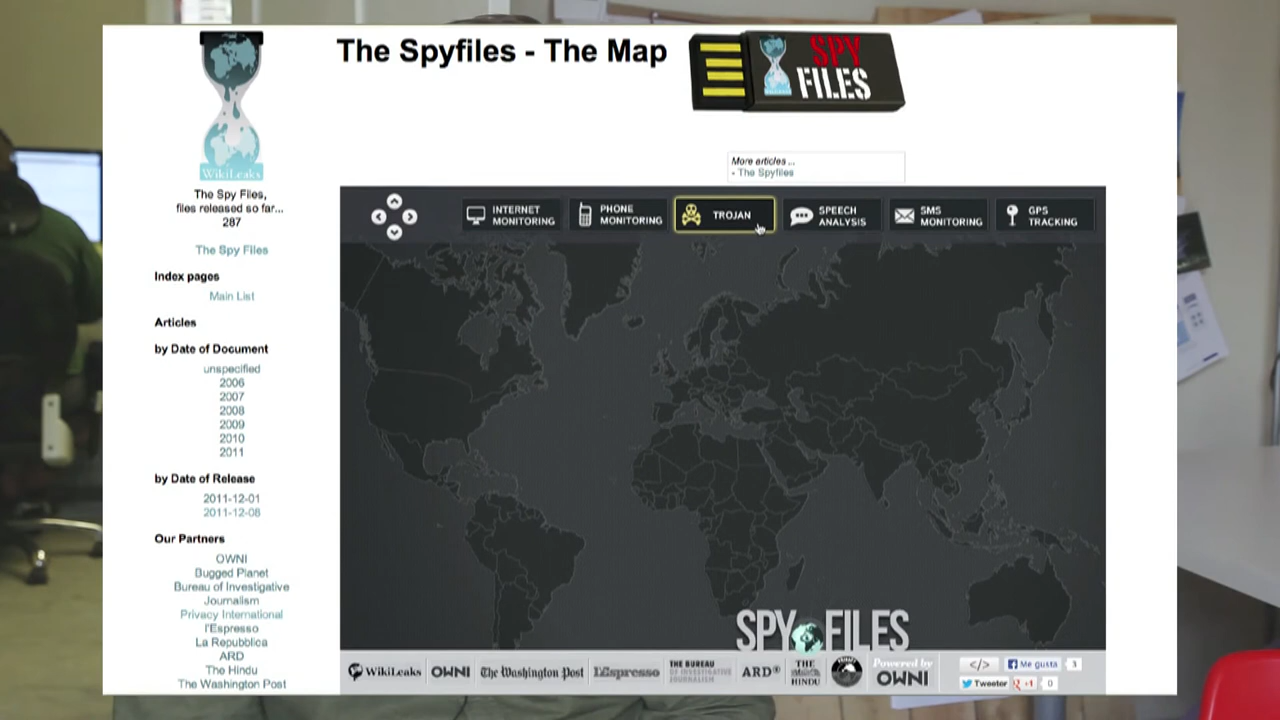 The Spyfiles - The Map
SPY
FILES
WikiLeaks
The Spy Files,
files released so far...
287
The Spy Files
Index pages
Main List
Articles
by Date of Document
unspecified
2006
2007
2008
2009
2010
2011
by Date of Release
2011-12-01
2011-12-08
Our Partners
OWNI
Bugged Planet
Bureau of Investigative
Journalism
Privacy International
l'Espresso
La Repubblica
ARD
The Hindu
The Washington Post
More articles ...
- The Spyfiles
INTERNET
MONITORING
PHONE
MONITORING
TROJAN
SPEECH
ANALYSIS
SMS
MONITORING
GPS
TRACKING
SPY FILES
WikiLeaks
OWNI
The Washington Post
L'Espresso
THE BUREAU
OF INVESTIGATIVE
JOURNALISM
ARD
THE
HINDU
Powered by
OWNI
</>
Me gusta
3
Tweeter
+1
0